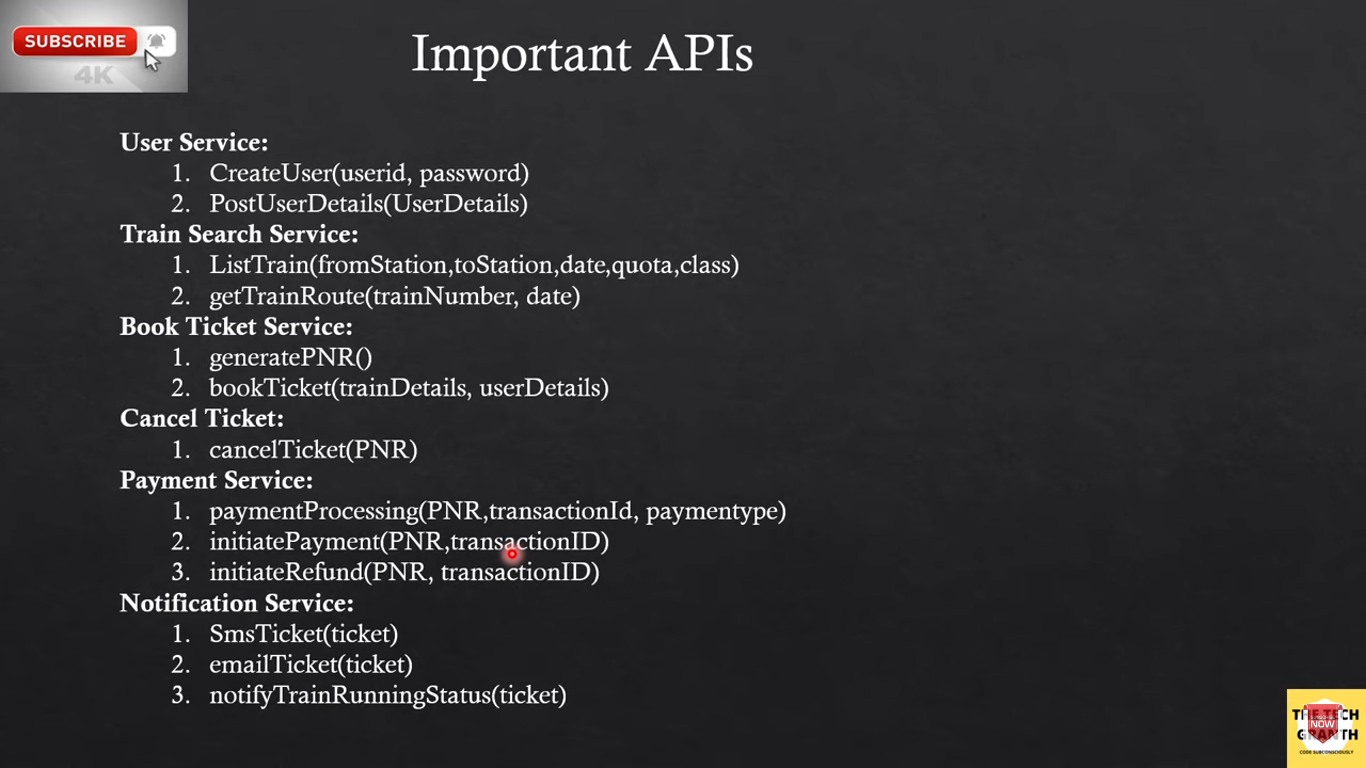 SUBSCRIBE
4K
Important APIs
User Service:
1. CreateUser(userid, password)
2. PostUserDetails(UserDetails)
Train Search Service:
1. ListTrain(fromStation,toStation,date,quota,class)
2. getTrainRoute(trainNumber, date)
Book Ticket Service:
1. generatePNR()
2. bookTicket(trainDetails, userDetails)
Cancel Ticket:
1. cancelTicket(PNR)
Payment Service:
1. paymentProcessing(PNR,transactionId, paymentype)
2. initiatePayment(PNR,transactionID)
3. initiateRefund(PNR, transactionID)
Notification Service:
1. SmsTicket(ticket)
2. emailTicket(ticket)
3. notifyTrainRunningStatus(ticket)
NOW
CODE SUBCONSCIOUSLY